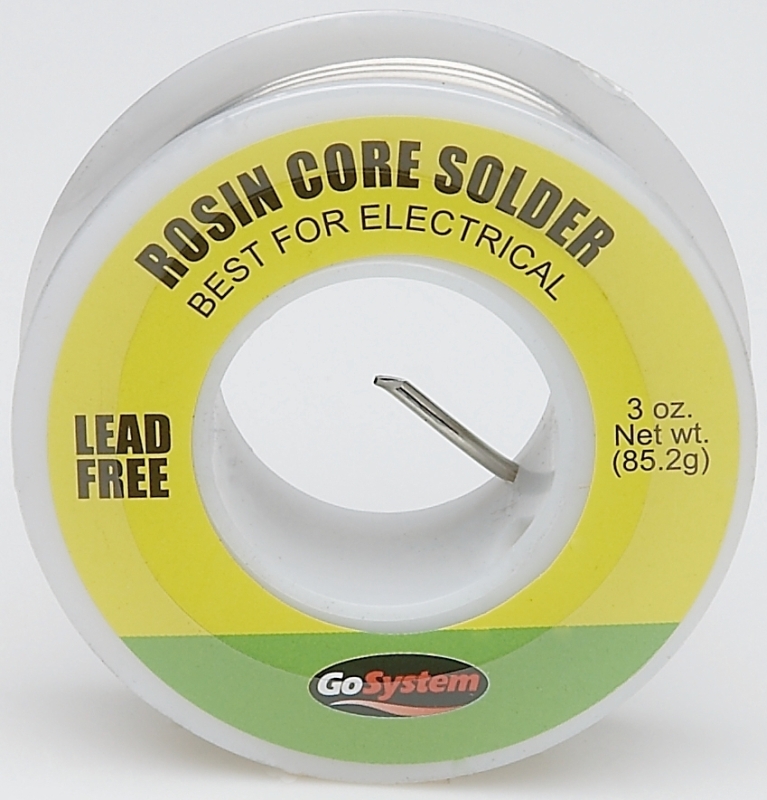 ROSIN CORE SOLDER
BEST FOR ELECTRICAL
LEAD
FREE
3 oz.
Net wt.
(85.2g)
GoSystem